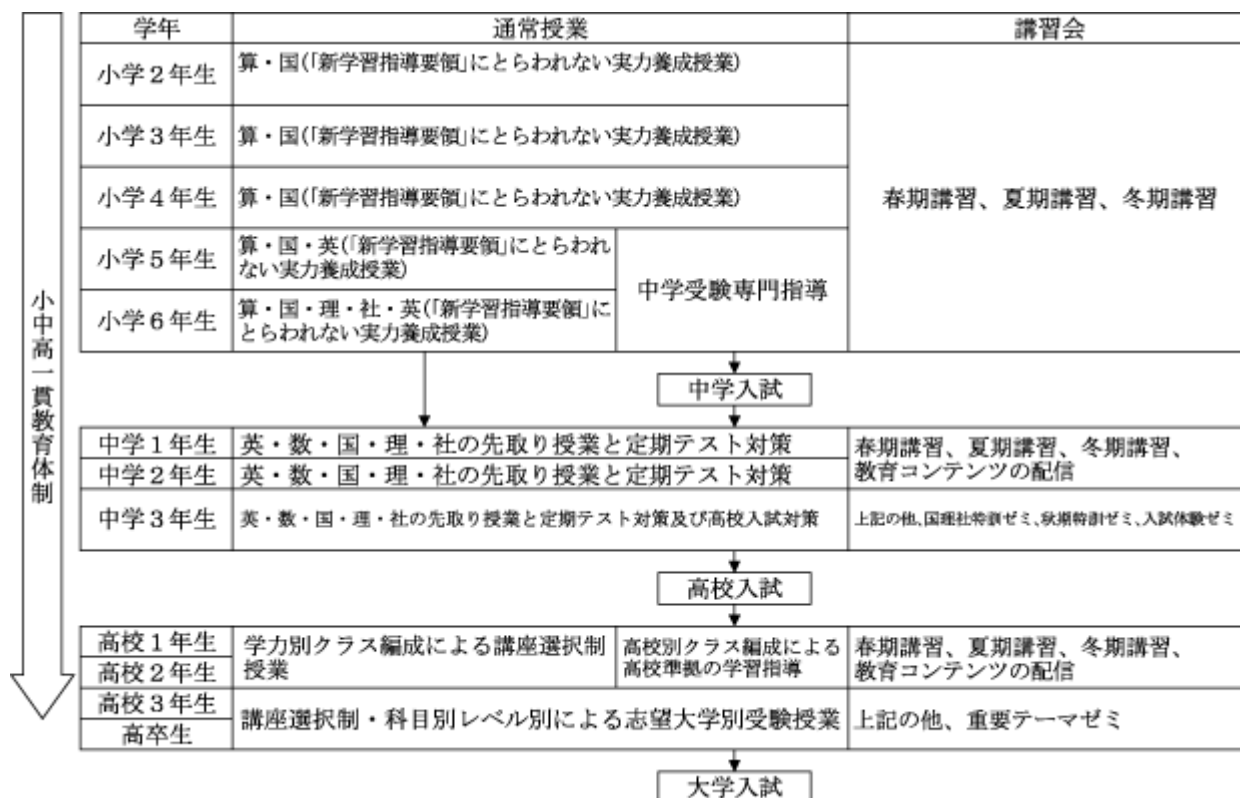 学年 通常授業 講習会
小学2年生 算・国(「新学習指導要領」にとらわれない実力養成授業)
小学3年生 算・国(「新学習指導要領」にとらわれない実力養成授業)
小学4年生 算・国(「新学習指導要領」にとらわれない実力養成授業)
春期講習、夏期講習、冬期講習
小学5年生 算・国・英(「新学習指導要領」にとらわれ
ない実力養成授業)
中学受験専門指導
小学6年生 算・国・理・社・英(「新学習指導要領」に
とらわれない実力養成授業)
小中高一貫教育体制
中学入試
中学1年生 英・数・国・理・社の先取り授業と定期テスト対策
中学2年生 英・数・国・理・社の先取り授業と定期テスト対策
春期講習、夏期講習、冬期講習、
教育コンテンツの配信
中学3年生 英・数・国・理・社の先取り授業と定期テスト対策及び高校入試対策 上記の他、国理社特訓ゼミ、秋期特訓ゼミ、入試体験ゼミ
高校入試
高校1年生
高校2年生
学力別クラス編成による講座選択制
授業
高校別クラス編成による
高校準拠の学習指導
春期講習、夏期講習、冬期講習、
教育コンテンツの配信
高校3年生
高卒生
講座選択制・科目別レベル別による志望大学別受験授業 上記の他、重要テーマゼミ
大学入試